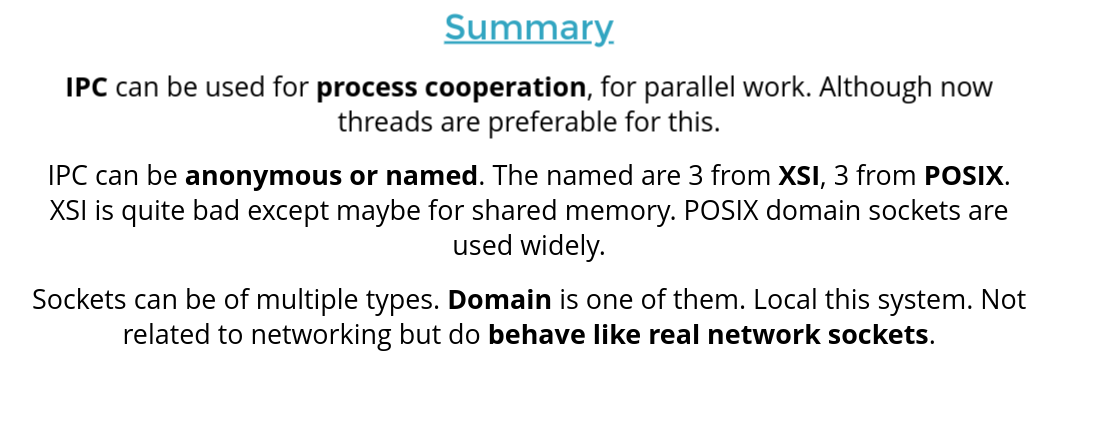 Summary
IPC can be used for process cooperation, for parallel work. Although now
threads are preferable for this.
IPC can be anonymous or named. The named are 3 from XSI, 3 from POSIX.
XSI is quite bad except maybe for shared memory. POSIX domain sockets are
used widely.
Sockets can be of multiple types. Domain is one of them. Local this system. Not
related to networking but do behave like real network sockets.